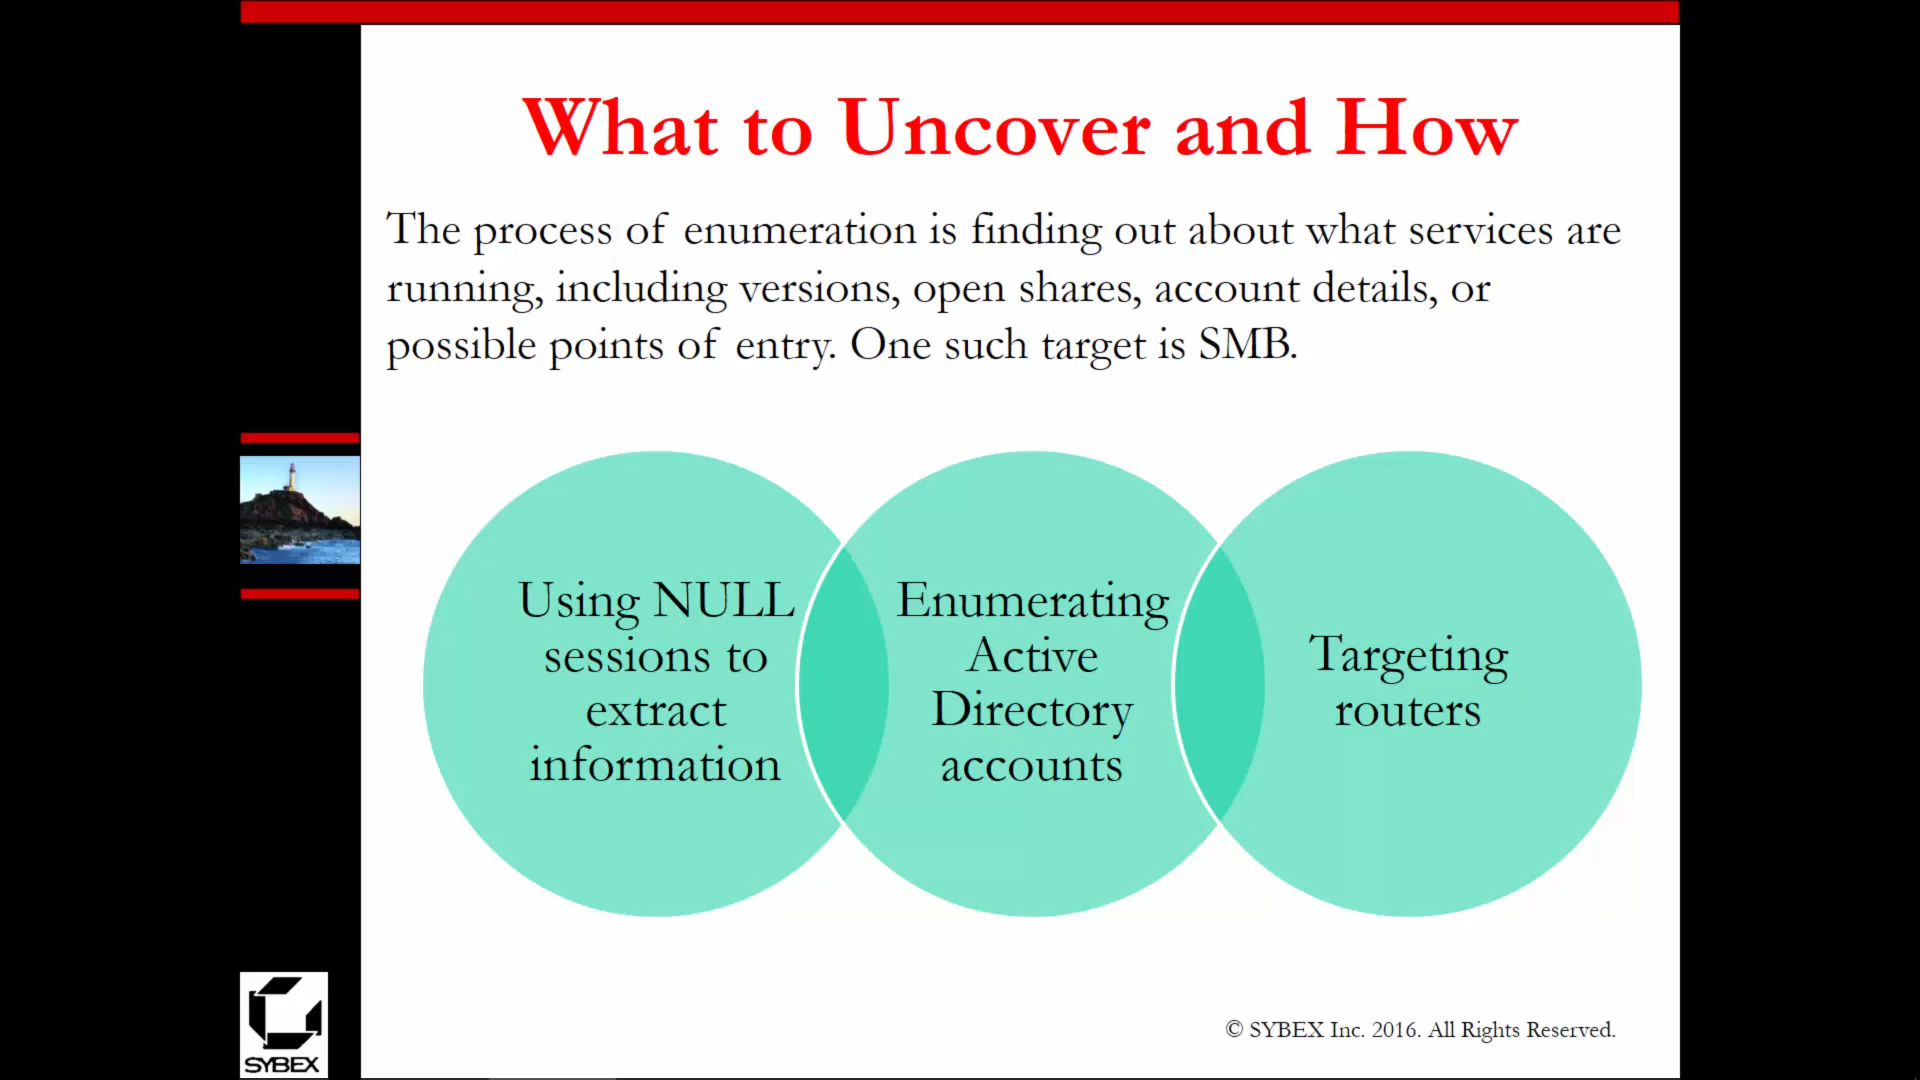 What to Uncover and How
The process of enumeration is finding out about what services are
running, including versions, open shares, account details, or
possible points of entry. One such target is SMB.
Using NULL
sessions to
extract
information
Enumerating
Active
Directory
accounts
Targeting
routers
SYBEX
© SYBEX Inc. 2016. All Rights Reserved.